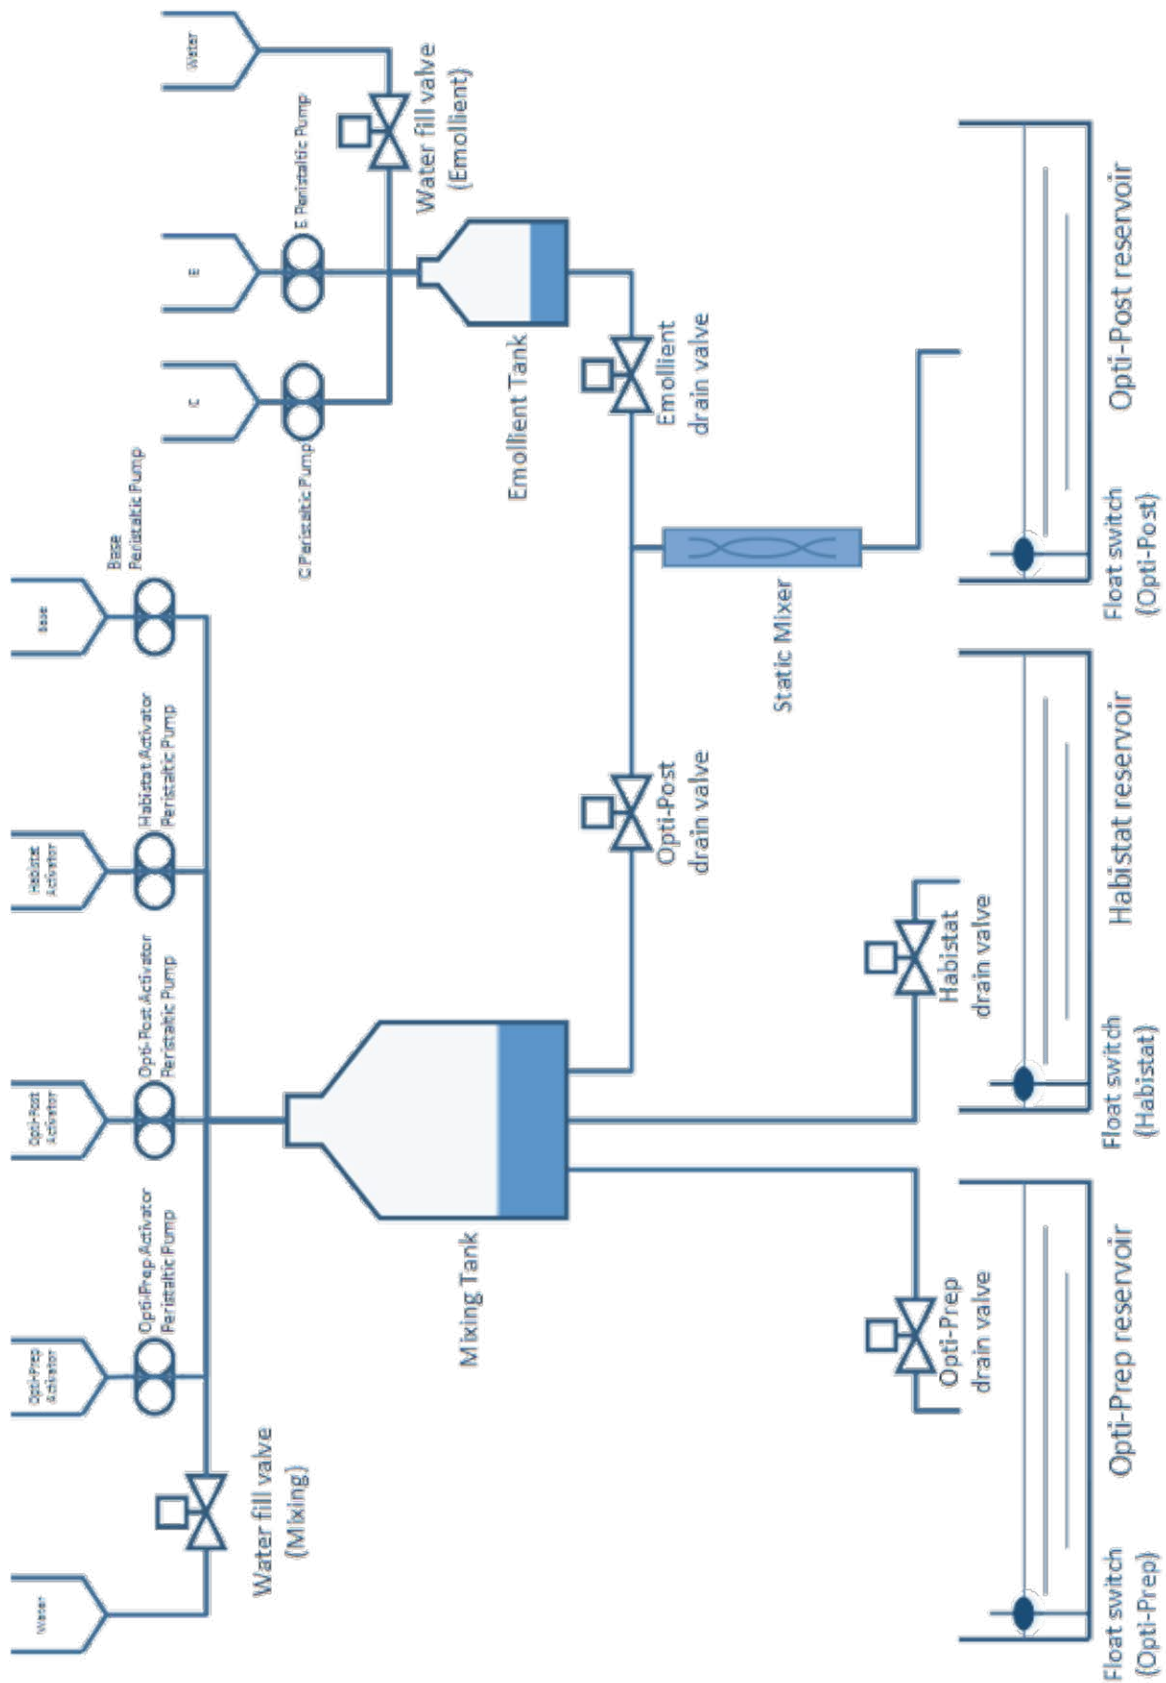 Water
Opti-Prep
Activator
Opti-Prep Activator
Peristaltic Pump
Opti-Post
Activator
Opti-Post Activator
Peristaltic Pump
Habistat
Activator
Habistat Activator
Peristaltic Pump
Base
Base
Peristaltic Pump
C
C Peristaltic Pump
E
E Peristaltic Pump
Water
Water fill valve
(Mixing)
Water fill valve
(Emollient)
Mixing Tank
Emollient Tank
Opti-Post
drain valve
Emollient
drain valve
Static Mixer
Opti-Prep
drain valve
Habistat
drain valve
Float switch
(Opti-Prep)
Opti-Prep reservoir
Float switch
(Habistat)
Habistat reservoir
Float switch
(Opti-Post)
Opti-Post reservoir